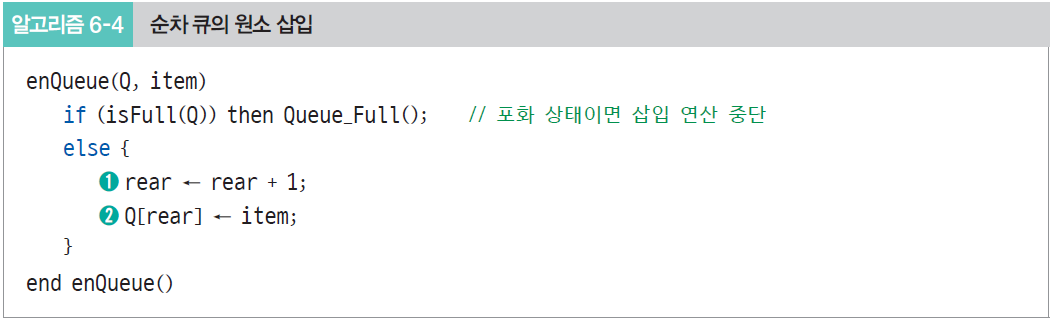 알고리즘 6-4 순차 큐의 원소 삽입
enQueue(Q, item)
if (isFull(Q)) then Queue_Full(); // 포화 상태이면 삽입 연산 중단
else {
❶ rear ← rear + 1;
❷ Q[rear] ← item;
}
end enQueue()